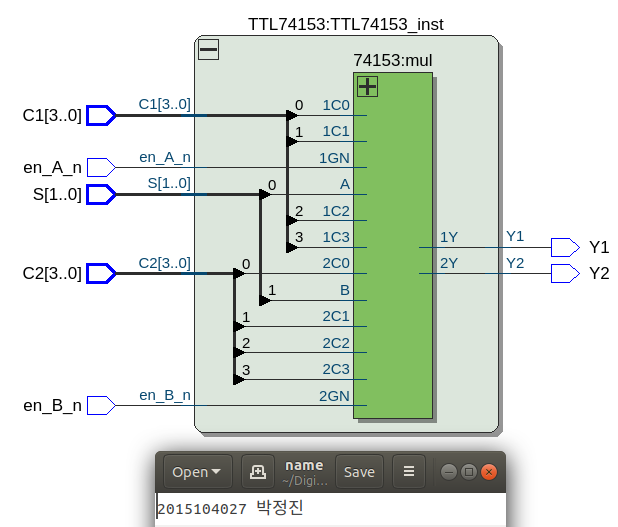 TTL74153:TTL74153_inst
74153:mul
C1[3..0] C1[3..0] 0 1C0
1 1C1
en_A_n en_A_n 1GN
S[1..0] S[1..0] 0 A
2 1C2
3 1C3 1Y Y1 Y1
C2[3..0] C2[3..0] 0 2C0 2Y Y2 Y2
1 B
1 2C1
2 2C2
3 2C3
en_B_n en_B_n 2GN
Open name Save
~/Digi...
2015104027 박정진